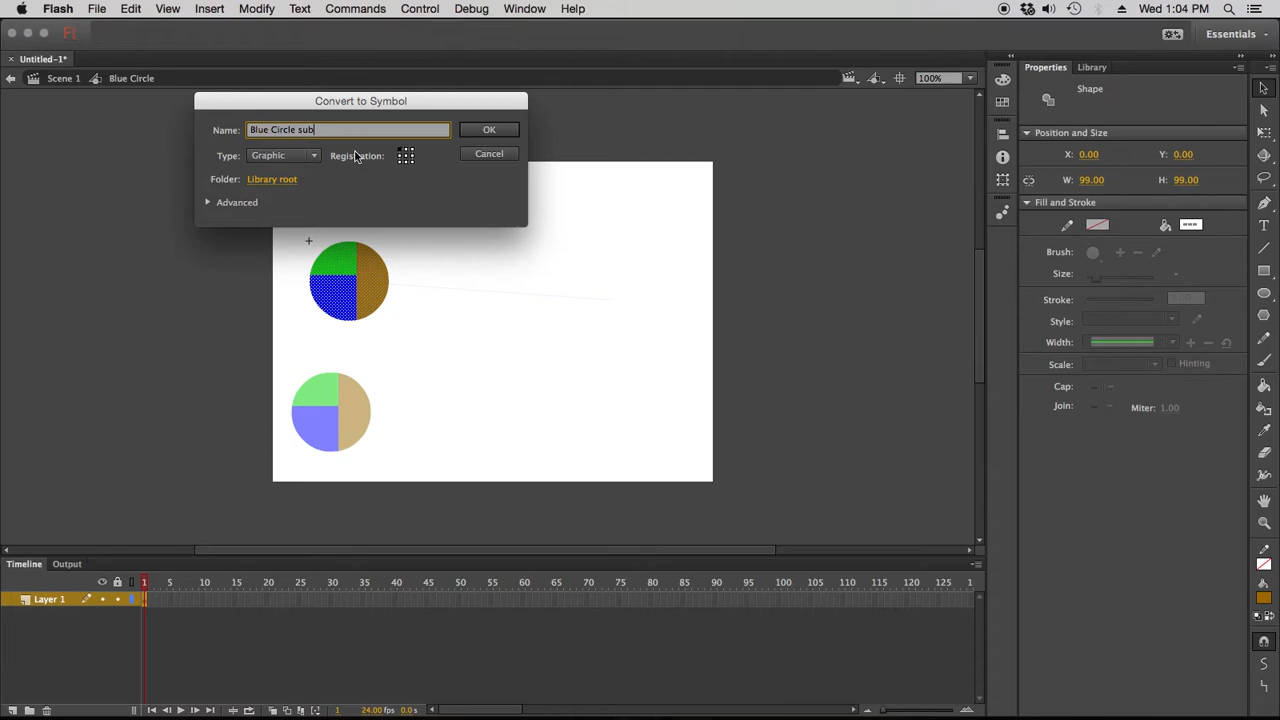 Flash File Edit View Insert Modify Text Commands Control Debug Window Help Wed 1:04 PM
Essentials
Untitled-1*
Scene 1 Blue Circle 100%
Properties Library
Shape
Position and Size
X: 0.00 Y: 0.00
W: 99.00 H: 99.00
Fill and Stroke
Brush:
Size:
Stroke: 1.00
Style:
Width:
Scale: Hinting
Cap:
Join: Miter: 1.00
Convert to Symbol
Name: Blue Circle sub OK
Type: Graphic Registration: Cancel
Folder: Library root
Advanced
Timeline Output
1 5 10 15 20 25 30 35 40 45 50 55 60 65 70 75 80 85 90 95 100 105 110 115 120 125 1
Layer 1
1 24.00 fps 0.0 s